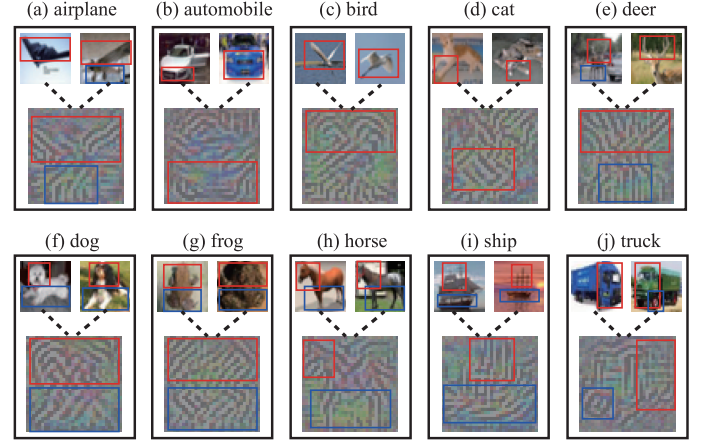 (a) airplane
(b) automobile
(c) bird
(d) cat
(e) deer
(f) dog
(g) frog
(h) horse
(i) ship
(j) truck